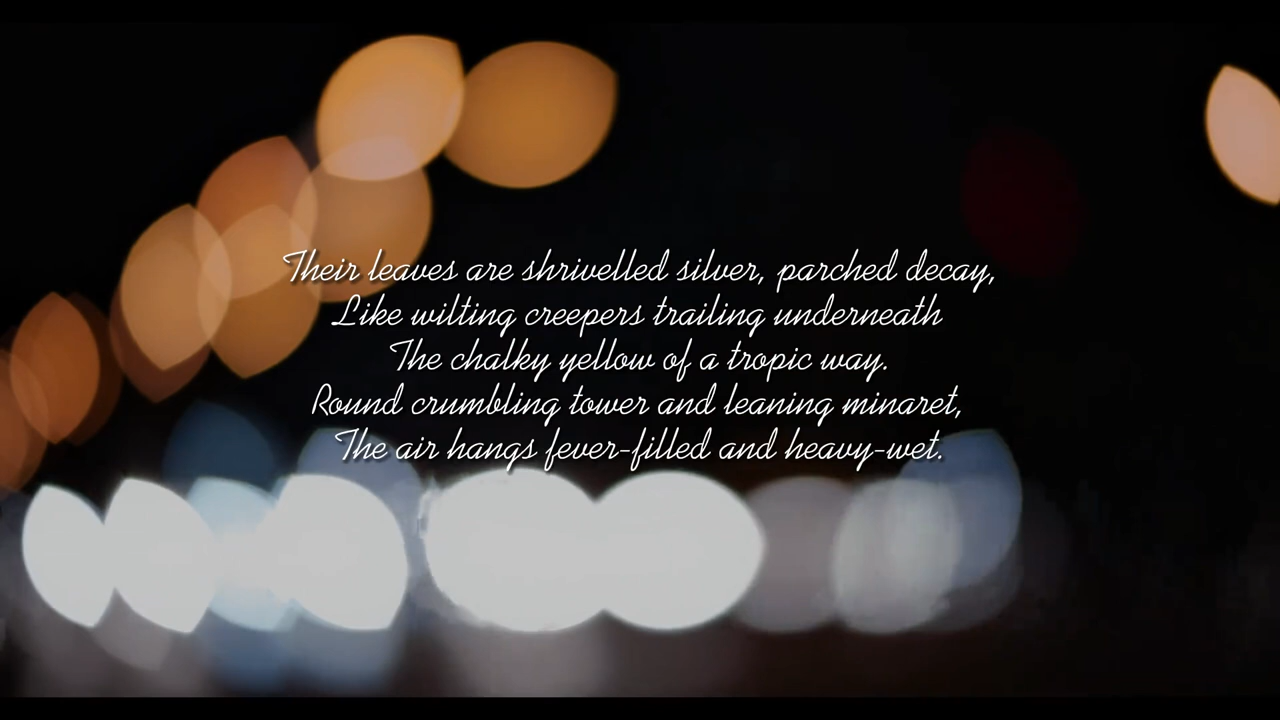 Their leaves are shrivelled silver, parched decay,
Like wilting creepers trailing underneath
The chalky yellow of a tropic way.
Round crumbling tower and leaning minaret,
The air hangs fever-filled and heavy-wet.